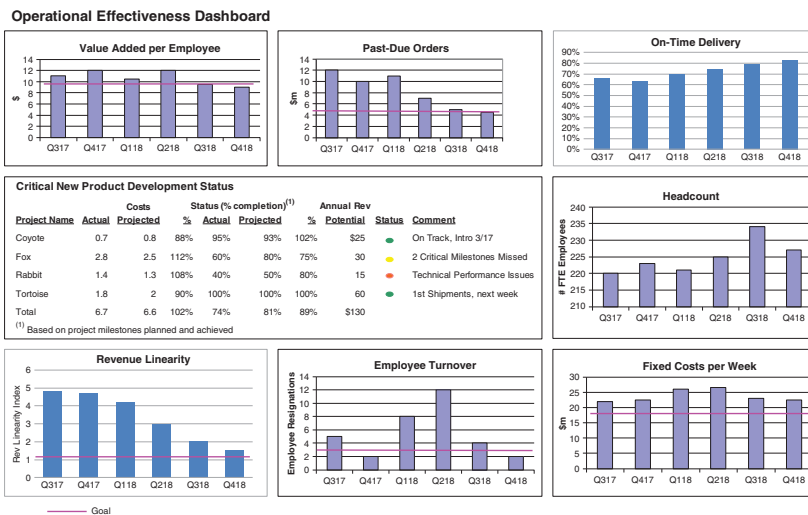 Operational Effectiveness Dashboard
Value Added per Employee
14
12
10
8
6
4
2
0
$
Q317 Q417 Q118 Q218 Q318 Q418
Past-Due Orders
14
12
10
8
6
4
2
0
$m
Q317 Q417 Q118 Q218 Q318 Q418
On-Time Delivery
90%
80%
70%
60%
50%
40%
30%
20%
10%
0%
Q317 Q417 Q118 Q218 Q318 Q418
Critical New Product Development Status
Costs Status (% completion)(1) Annual Rev
Project Name Actual Projected % Actual Projected % Potential Status Comment
Coyote 0.7 0.8 88% 95% 93% 102% $25 On Track, Intro 3/17
Fox 2.8 2.5 112% 60% 80% 75% 30 2 Critical Milestones Missed
Rabbit 1.4 1.3 108% 40% 50% 80% 15 Technical Performance Issues
Tortoise 1.8 2 90% 100% 100% 100% 60 1st Shipments, next week
Total 6.7 6.6 102% 74% 81% 89% $130
(1) Based on project milestones planned and achieved
Headcount
240
235
230
225
220
215
210
# FTE Employees
Q317 Q417 Q118 Q218 Q318 Q418
Revenue Linearity
6
5
4
3
2
1
0
Rev Linearity Index
Q317 Q417 Q118 Q218 Q318 Q418
Employee Turnover
14
12
10
8
6
4
2
0
Employee Resignations
Q317 Q417 Q118 Q218 Q318 Q418
Fixed Costs per Week
30
25
20
15
10
5
0
$m
Q317 Q417 Q118 Q218 Q318 Q418
Goal